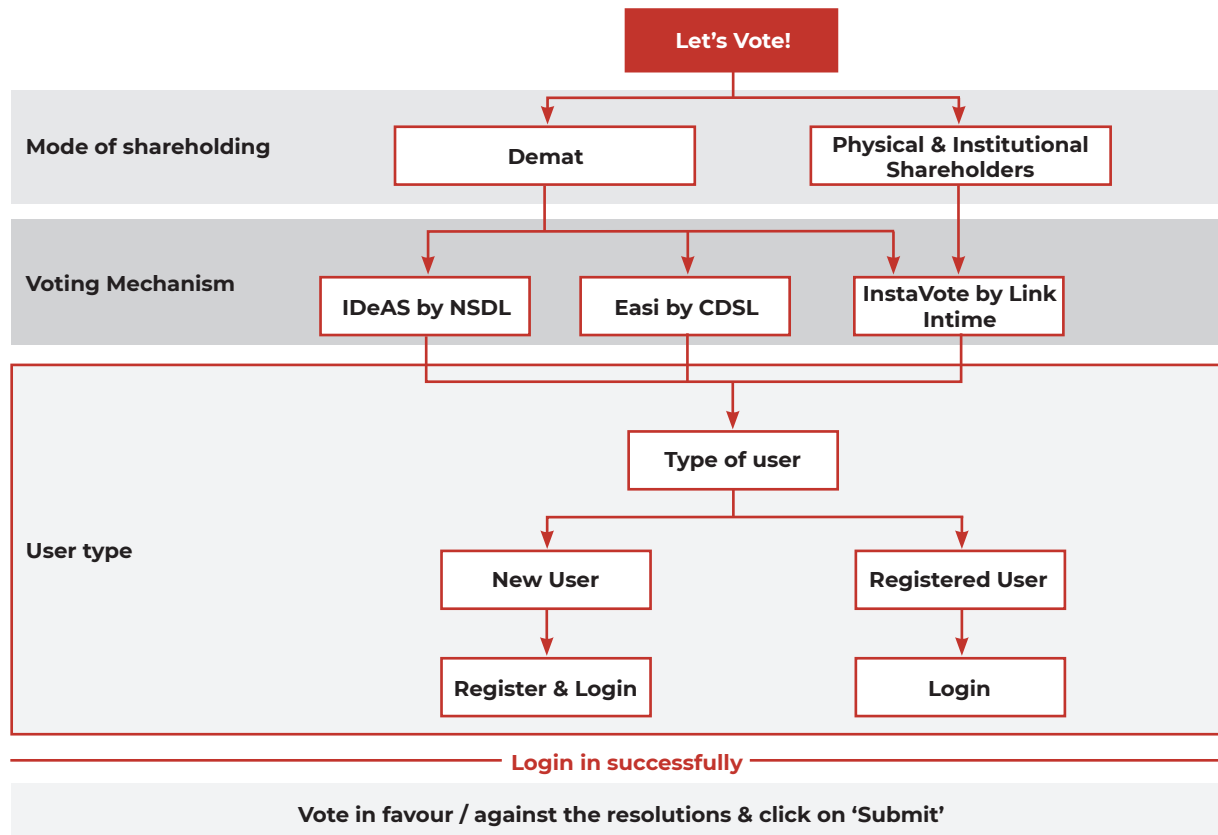 Let's Vote!
Mode of shareholding
Demat
Physical & Institutional
Shareholders
Voting Mechanism
IDeAS by NSDL
Easi by CDSL
InstaVote by Link
Intime
Type of user
User type
New User
Registered User
Register & Login
Login
Login in successfully
Vote in favour / against the resolutions & click on ‘Submit’